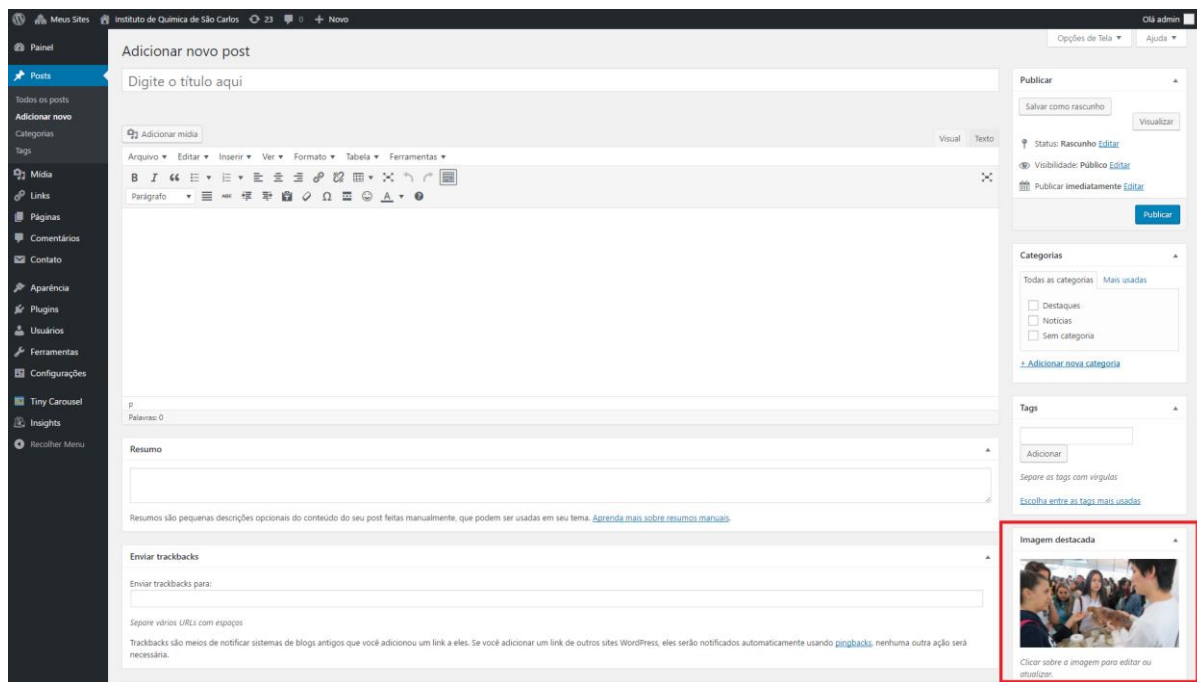 Meus Sites Instituto de Química de São Carlos 23 0 + Novo Olá admin
Painel
Posts
Todos os posts
Adicionar novo
Categorias
Tags
Mídia
Links
Páginas
Comentários
Contato
Aparência
Plugins
Usuários
Ferramentas
Configurações
Tiny Carousel
Insights
Recolher Menu
Opções de Tela Ajuda
Adicionar novo post
Digite o título aqui
Adicionar mídia
Visual Texto
Arquivo Editar Inserir Ver Formato Tabela Ferramentas
B I
Parágrafo ABC Ω A
p
Palavras: 0
Resumo
Resumos são pequenas descrições opcionais do conteúdo do seu post feitas manualmente, que podem ser usadas em seu tema. Aprenda mais sobre resumos manuais.
Enviar trackbacks
Enviar trackbacks para:
Separe vários URLs com espaços
Trackbacks são meios de notificar sistemas de blogs antigos que você adicionou um link a eles. Se você adicionar um link de outros sites WordPress, eles serão notificados automaticamente usando pingbacks, nenhuma outra ação será
necessária.
Publicar
Salvar como rascunho
Visualizar
Status: Rascunho Editar
Visibilidade: Público Editar
Publicar imediatamente Editar
Publicar
Categorias
Todas as categorias Mais usadas
Destaques
Notícias
Sem categoria
+ Adicionar nova categoria
Tags
Adicionar
Separe as tags com vírgulas
Escolha entre as tags mais usadas
Imagem destacada
Clicar sobre a imagem para editar ou
atualizar.